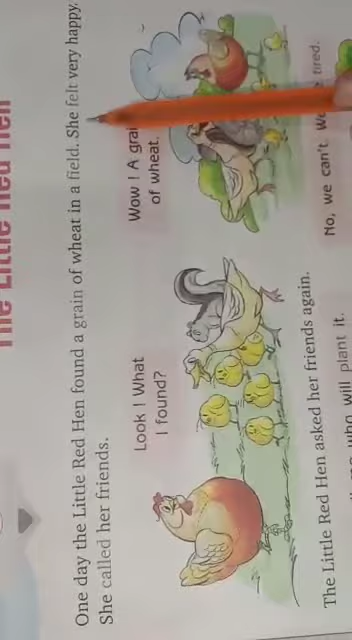 The Little Red Hen
One day the Little Red Hen found a grain of wheat in a field. She felt very happy.
She called her friends.
Look ! What
I found?
Wow ! A grai
of wheat.
The Little Red Hen asked her friends again.
No, we can't. We tired.
who will plant it.